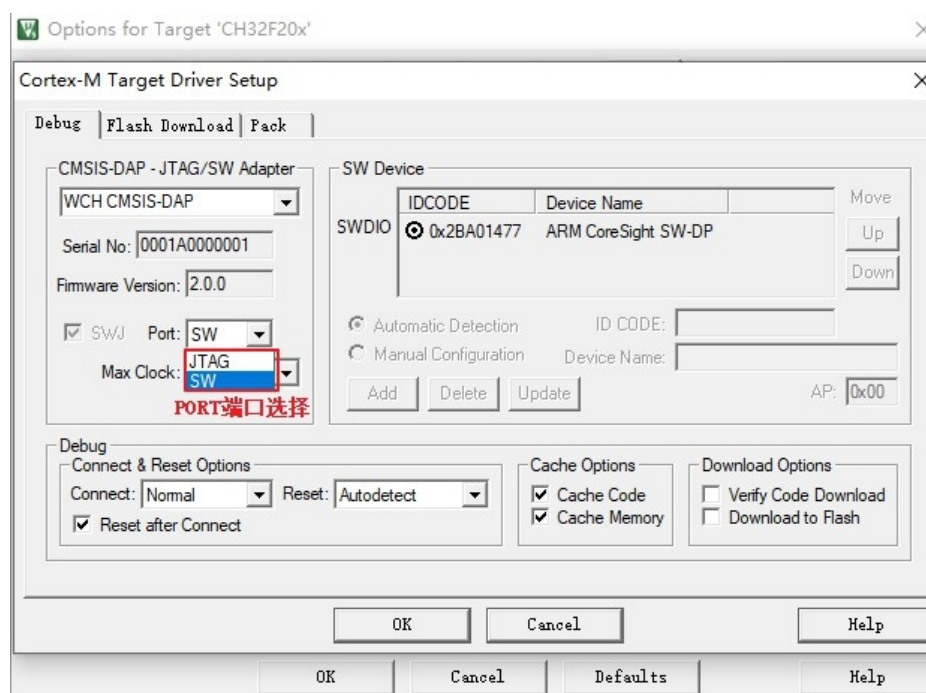 Options for Target 'CH32F20x'
Cortex-M Target Driver Setup
Debug Flash Download Pack
CMSIS-DAP - JTAG/SW Adapter
WCH CMSIS-DAP
Serial No: 0001A0000001
Firmware Version: 2.0.0
SWJ Port: SW
JTAG
Max Clock: SW
PORT端口选择
SW Device
IDCODE Device Name Move
SWDIO 0x2BA01477 ARM CoreSight SW-DP Up
Down
Automatic Detection ID CODE:
Manual Configuration Device Name:
Add Delete Update AP: 0x00
Debug
Connect & Reset Options
Connect: Normal Reset: Autodetect
Reset after Connect
Cache Options
Cache Code
Cache Memory
Download Options
Verify Code Download
Download to Flash
OK Cancel Help
OK Cancel Defaults Help